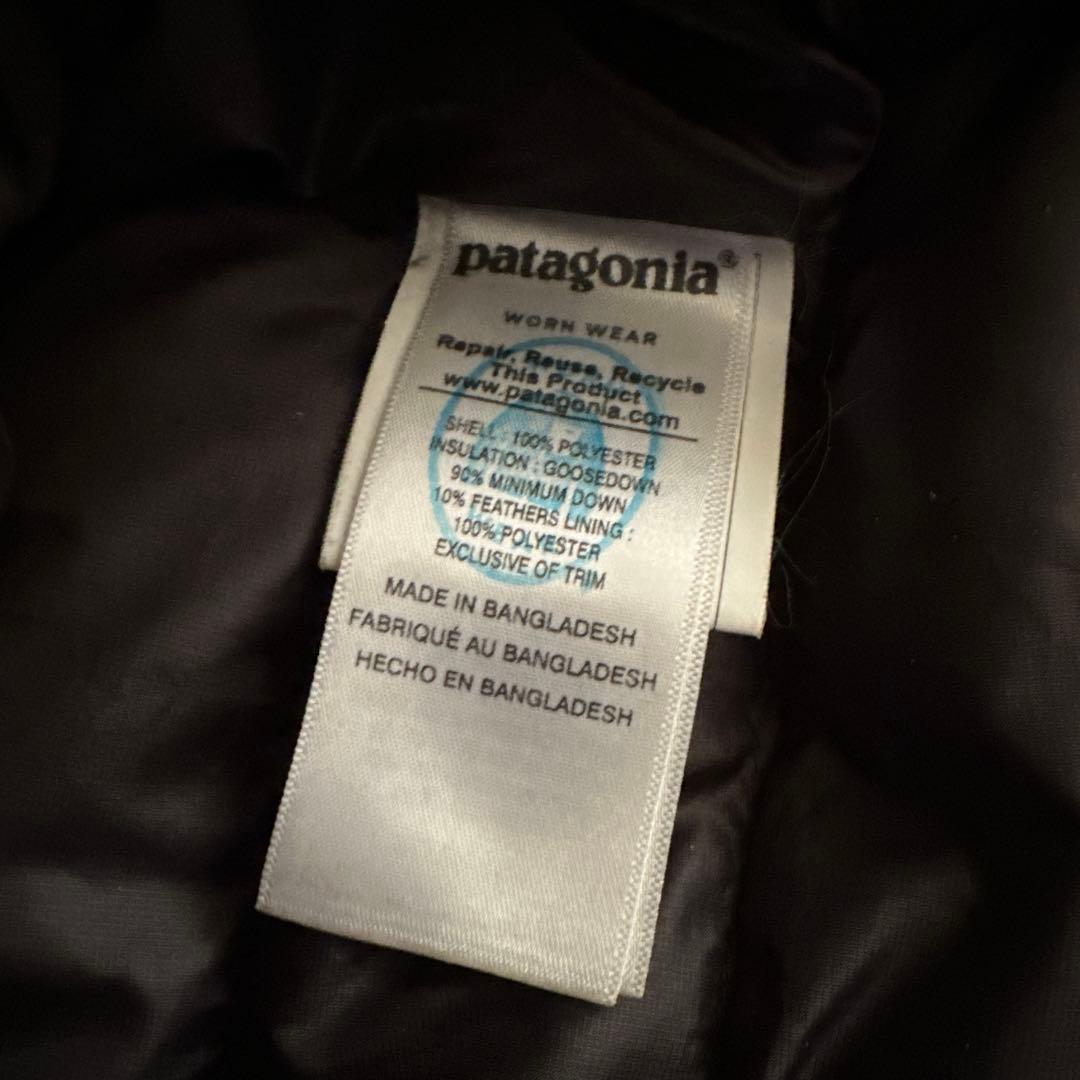 patagonia®
WORN WEAR
Repair, Reuse, Recycle
This Product
www.patagonia.com
SHELL : 100% POLYESTER
INSULATION : GOOSEDOWN
90% MINIMUM DOWN
10% FEATHERS LINING :
100% POLYESTER
EXCLUSIVE OF TRIM
MADE IN BANGLADESH
FABRIQUÉ AU BANGLADESH
HECHO EN BANGLADESH